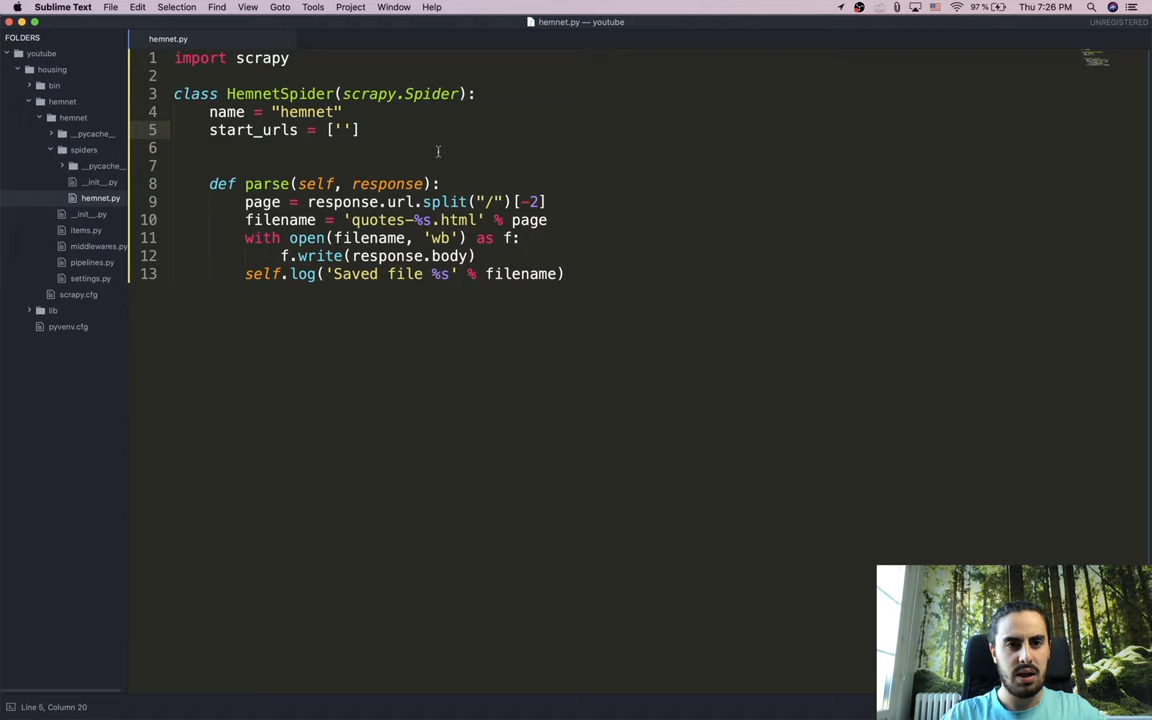 Sublime Text File Edit Selection Find View Goto Tools Project Window Help 97 % Thu 7:26 PM
hemnet.py — youtube UNREGISTERED
FOLDERS
youtube
housing
bin
hemnet
hemnet
__pycache__
spiders
__pycache__
__init__.py
hemnet.py
__init__.py
items.py
middlewares.py
pipelines.py
settings.py
scrapy.cfg
lib
pyvenv.cfg
hemnet.py
1 import scrapy
2
3 class HemnetSpider(scrapy.Spider):
4 name = "hemnet"
5 start_urls = ['']
6
7
8 def parse(self, response):
9 page = response.url.split("/")[-2]
10 filename = 'quotes-%s.html' % page
11 with open(filename, 'wb') as f:
12 f.write(response.body)
13 self.log('Saved file %s' % filename)
Line 5, Column 20